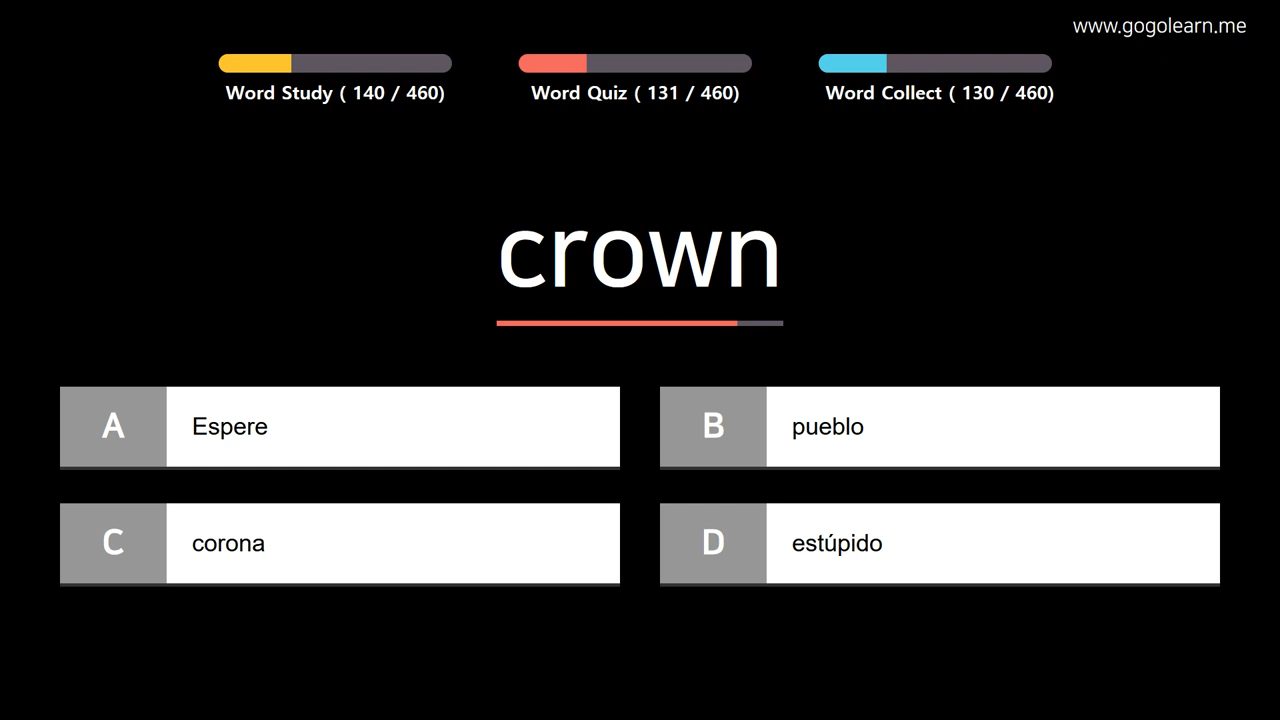 www.gogolearn.me
Word Study ( 140 / 460)
Word Quiz ( 131 / 460)
Word Collect ( 130 / 460)
crown
A Espere
B pueblo
C corona
D estúpido